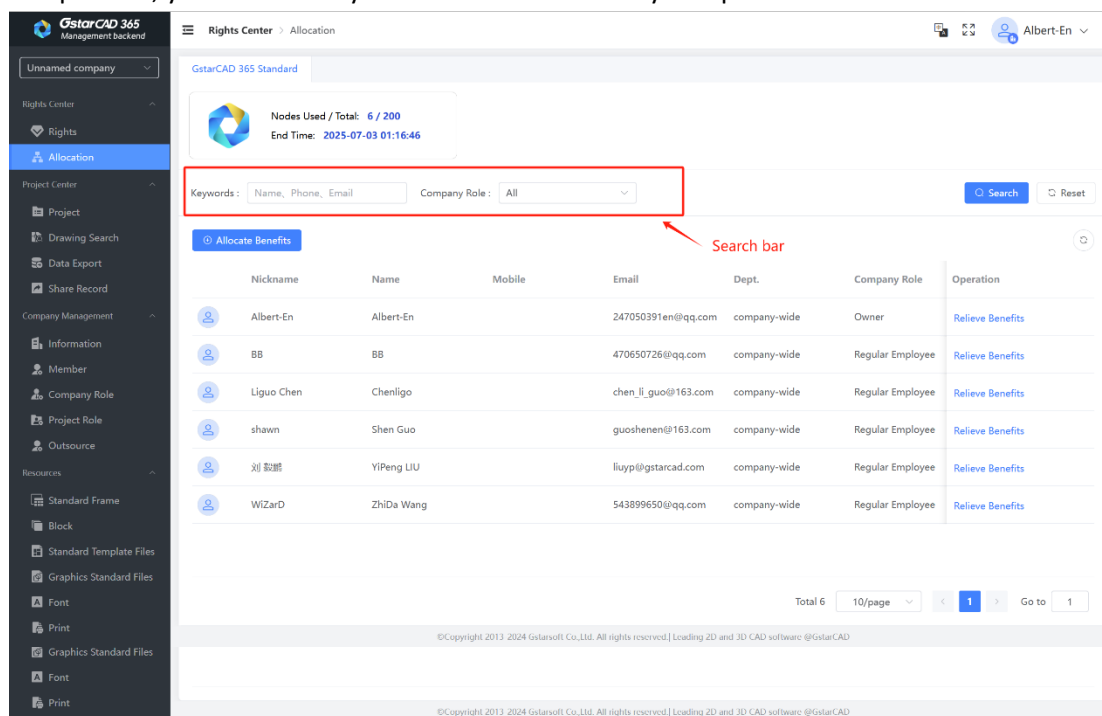 GstarCAD 365
Management backend
Rights Center > Allocation
Albert-En
Unnamed company
GstarCAD 365 Standard
Rights Center
Rights
Allocation
Project Center
Project
Drawing Search
Data Export
Share Record
Company Management
Information
Member
Company Role
Project Role
Outsource
Resources
Standard Frame
Block
Standard Template Files
Graphics Standard Files
Font
Print
Graphics Standard Files
Font
Print
Nodes Used / Total: 6 / 200
End Time: 2025-07-03 01:16:46
Keywords : Name、Phone、Email Company Role : All Search Reset
Search bar
Allocate Benefits
Nickname Name Mobile Email Dept. Company Role Operation
Albert-En Albert-En 247050391en@qq.com company-wide Owner Relieve Benefits
BB BB 470650726@qq.com company-wide Regular Employee Relieve Benefits
Liguo Chen Chenligo chen_li_guo@163.com company-wide Regular Employee Relieve Benefits
shawn Shen Guo guoshenen@163.com company-wide Regular Employee Relieve Benefits
刘 YiPeng LIU liuyp@gstarcad.com company-wide Regular Employee Relieve Benefits
WiZarD ZhiDa Wang 543899650@qq.com company-wide Regular Employee Relieve Benefits
Total 6 10/page < 1 > Go to 1
©Copyright 2013-2024 Gstarsoft Co.,Ltd. All rights reserved.| Leading 2D and 3D CAD software @GstarCAD
©Copyright 2013-2024 Gstarsoft Co.,Ltd. All rights reserved.| Leading 2D and 3D CAD software @GstarCAD